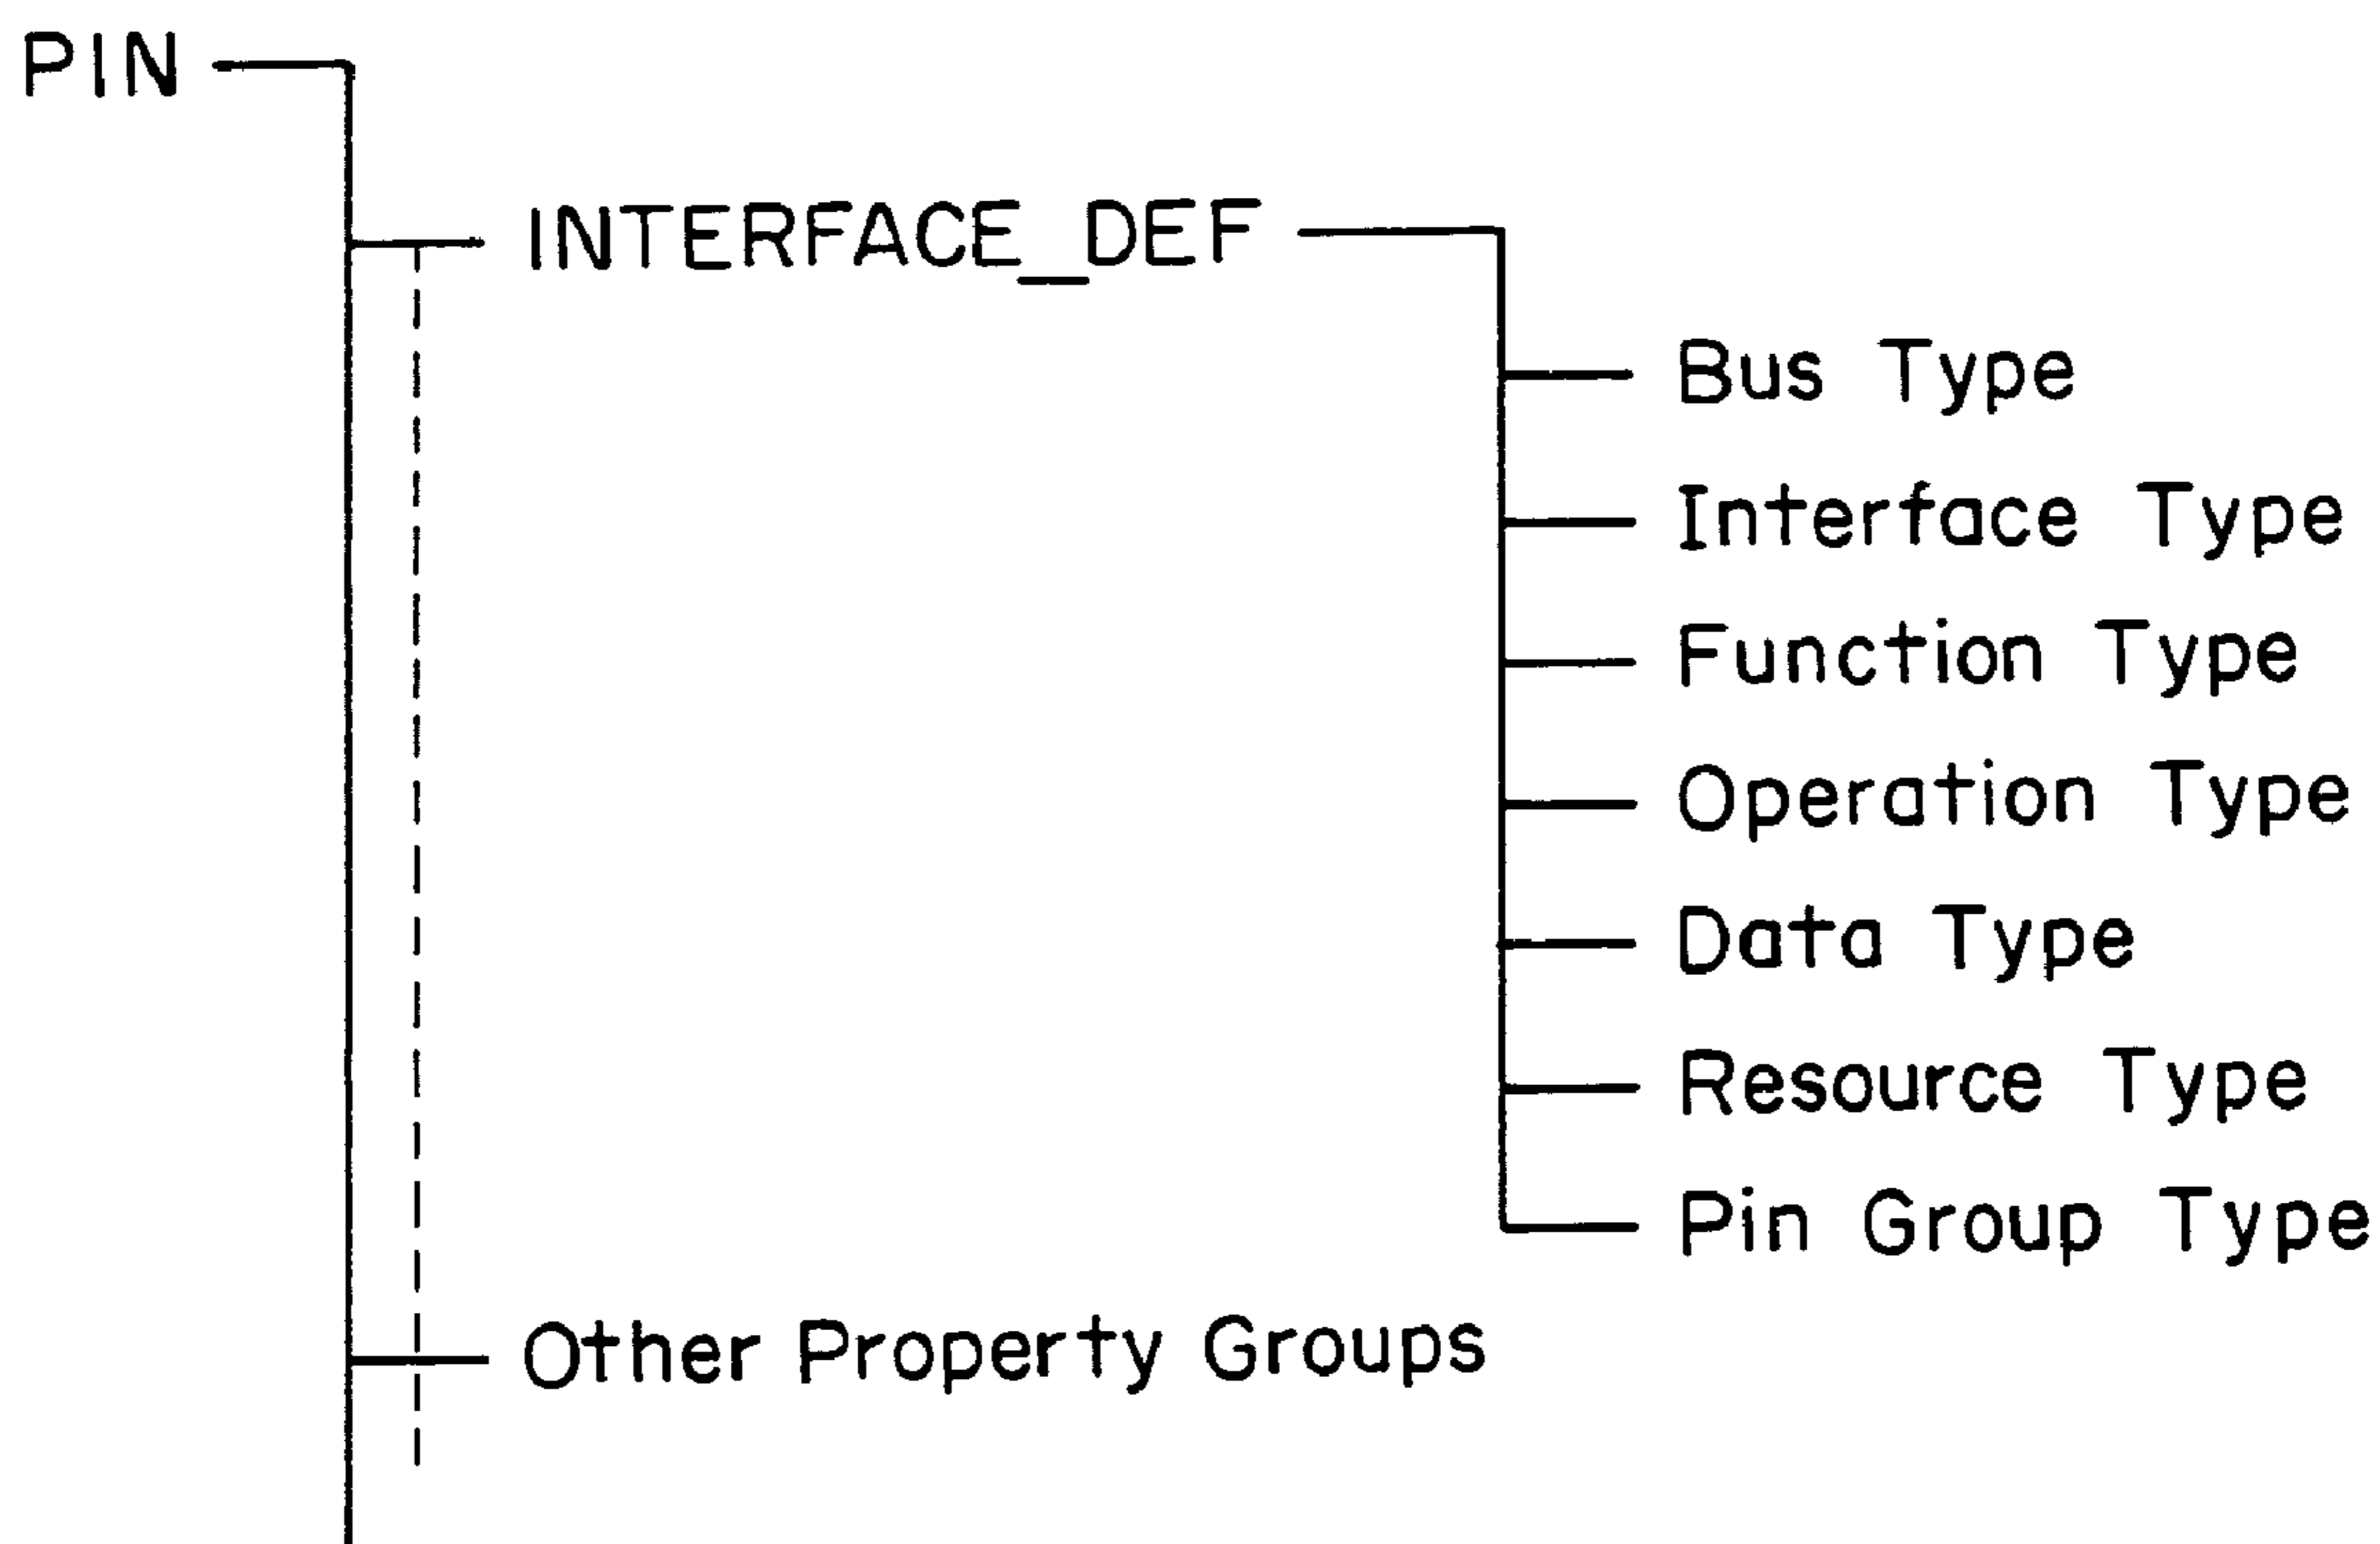 PIN
INTERFACE_DEF
Bus Type
Interface Type
Function Type
Operation Type
Data Type
Resource Type
Pin Group Type
Other Property Groups